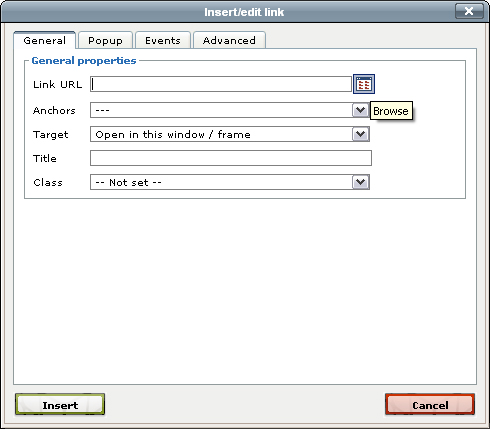 Insert/edit link
General Popup Events Advanced
General properties
Link URL
Anchors ---
Browse
Target Open in this window / frame
Title
Class -- Not set --
Insert Cancel